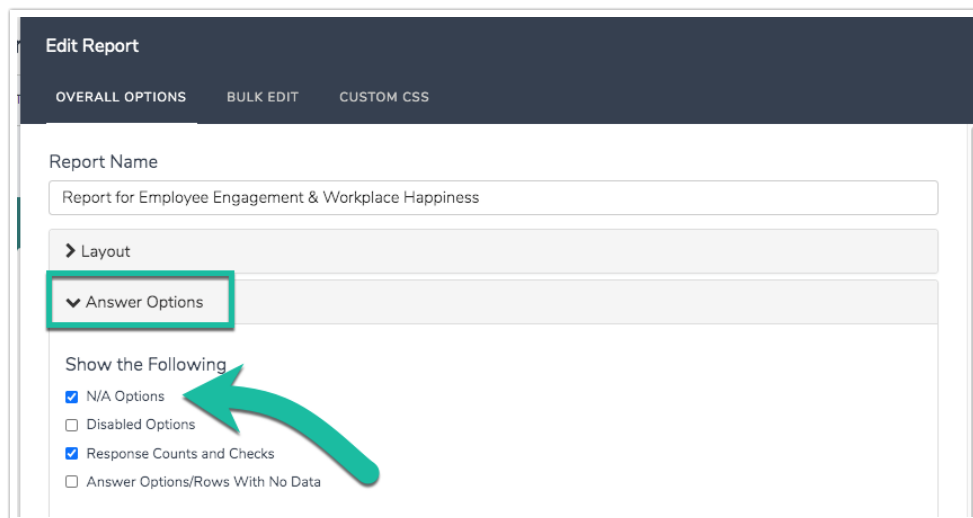 Edit Report
OVERALL OPTIONS BULK EDIT CUSTOM CSS
Report Name
Report for Employee Engagement & Workplace Happiness
Layout
Answer Options
Show the Following
N/A Options
Disabled Options
Response Counts and Checks
Answer Options/Rows With No Data